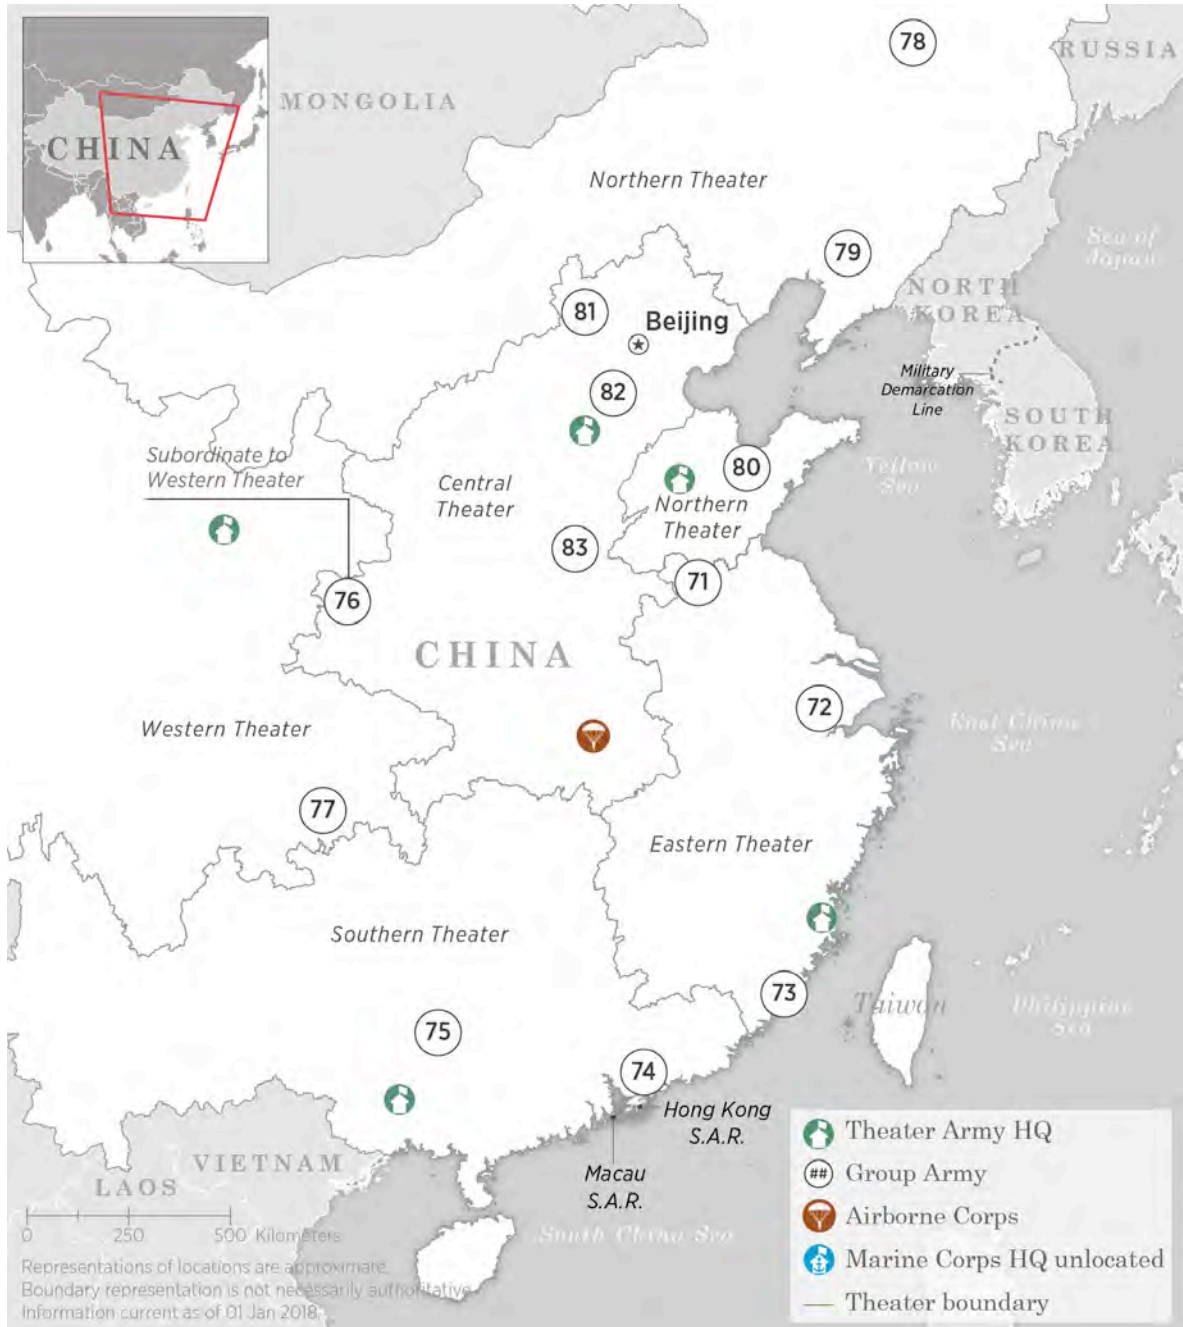 78
RUSSIA
MONGOLIA
CHINA
Northern Theater
Sea of
Japan
79
NORTH
KOREA
81
Beijing
Military
Demarcation
Line
82
SOUTH
KOREA
Subordinate to
Western Theater
Central
Theater
80
Yellow
Sea
Northern
Theater
83
71
76
CHINA
72
East China
Sea
Western Theater
77
Eastern Theater
Southern Theater
73
Taiwan
Philippine
Sea
75
74
Hong Kong
S.A.R.
Macau
S.A.R.
VIETNAM
LAOS
South China Sea
0 250 500 Kilometers
Representations of locations are approximate.
Boundary representation is not necessarily authoritative.
Information current as of 01 Jan 2018.
Theater Army HQ
## Group Army
Airborne Corps
Marine Corps HQ unlocated
Theater boundary